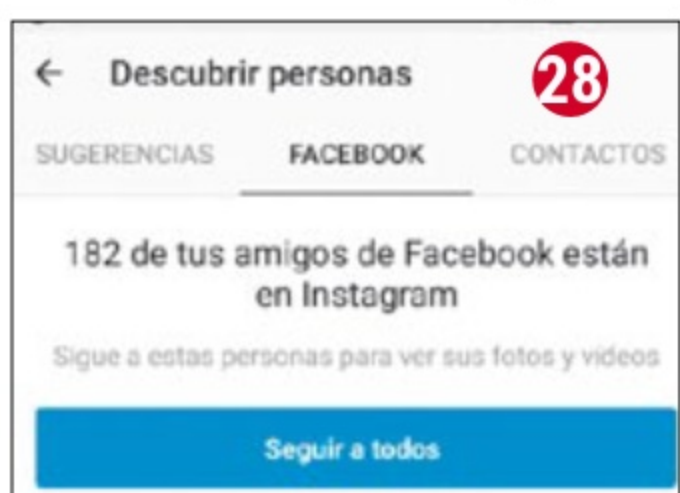 ← Descubrir personas 28
SUGERENCIAS FACEBOOK CONTACTOS
182 de tus amigos de Facebook están
en Instagram
Sigue a estas personas para ver sus fotos y videos
Seguir a todos